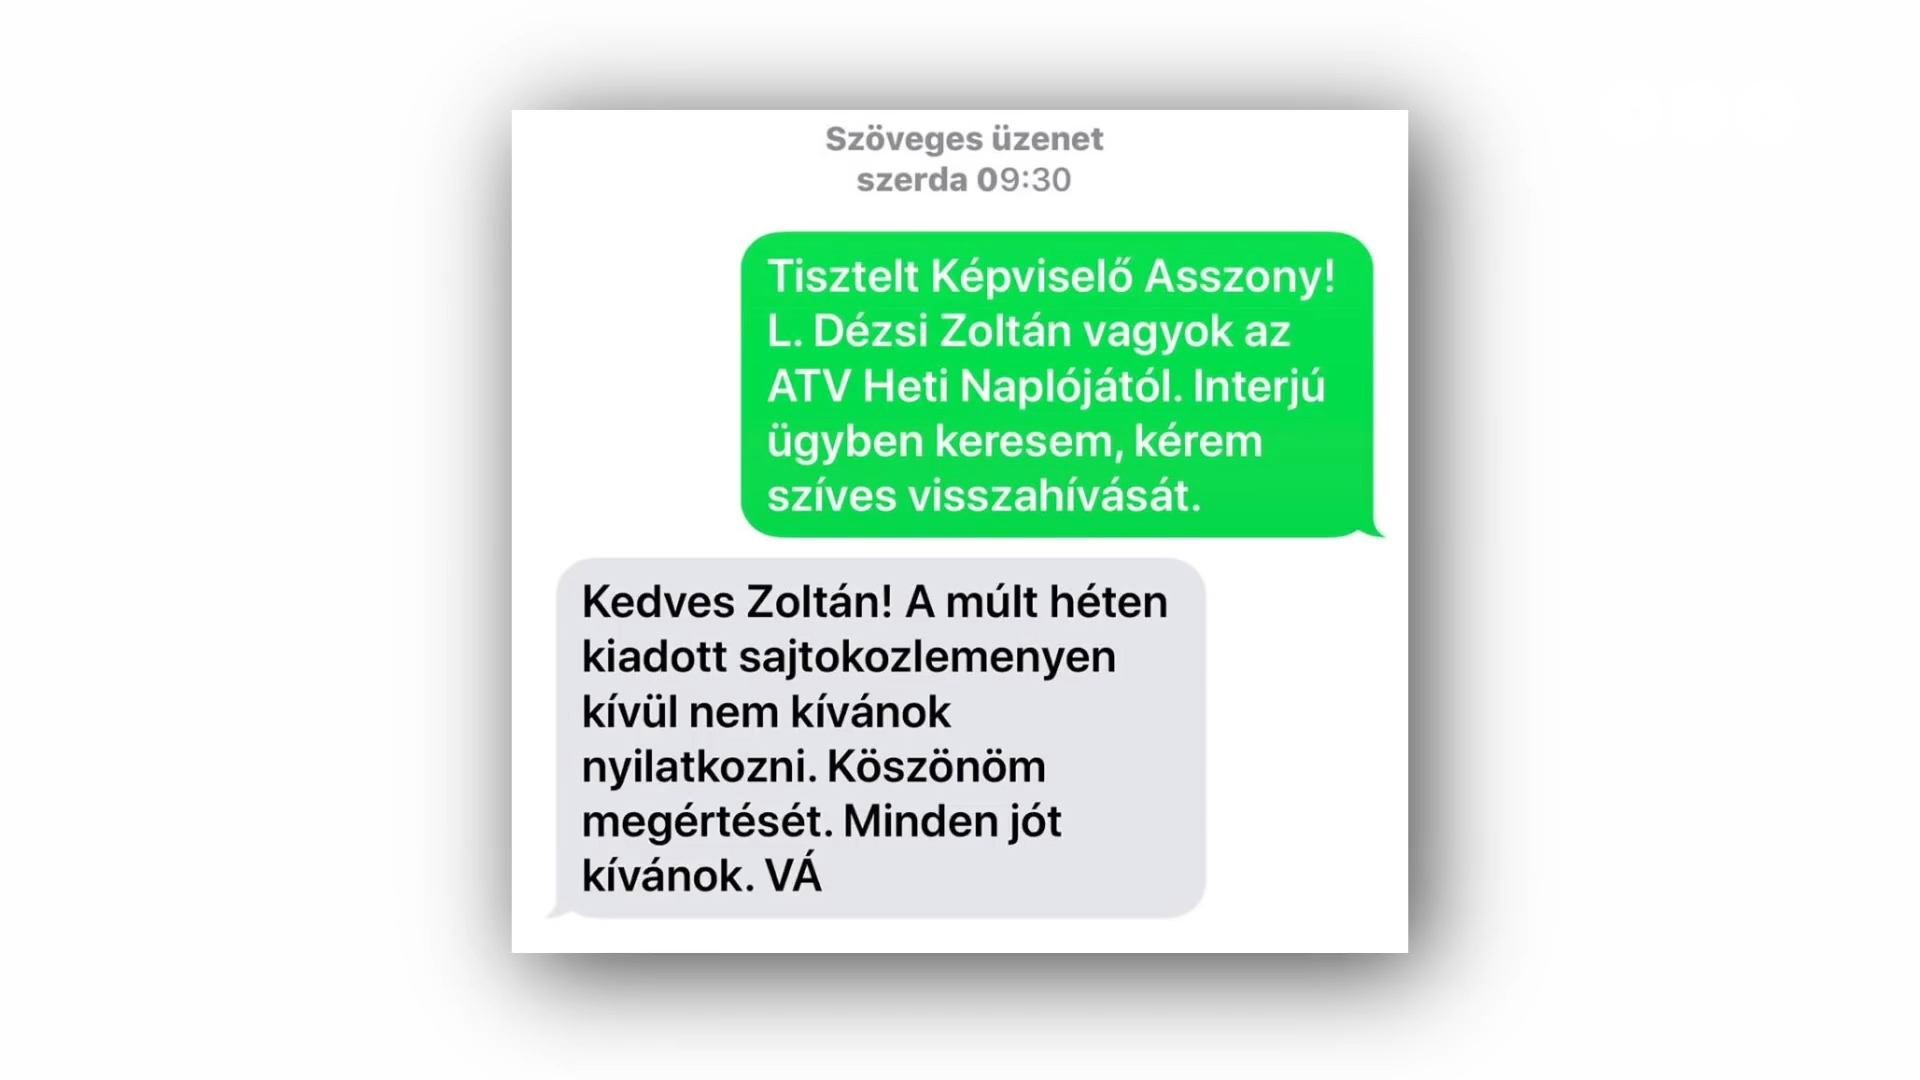 Szöveges üzenet
szerda 09:30
Tisztelt Képviselő Asszony!
L. Dézsi Zoltán vagyok az
ATV Heti Naplójától. Interjú
ügyben keresem, kérem
szíves visszahívását.
Kedves Zoltán! A múlt héten
kiadott sajtokozlemenyen
kívül nem kívánok
nyilatkozni. Köszönöm
megértését. Minden jót
kívánok. VÁ